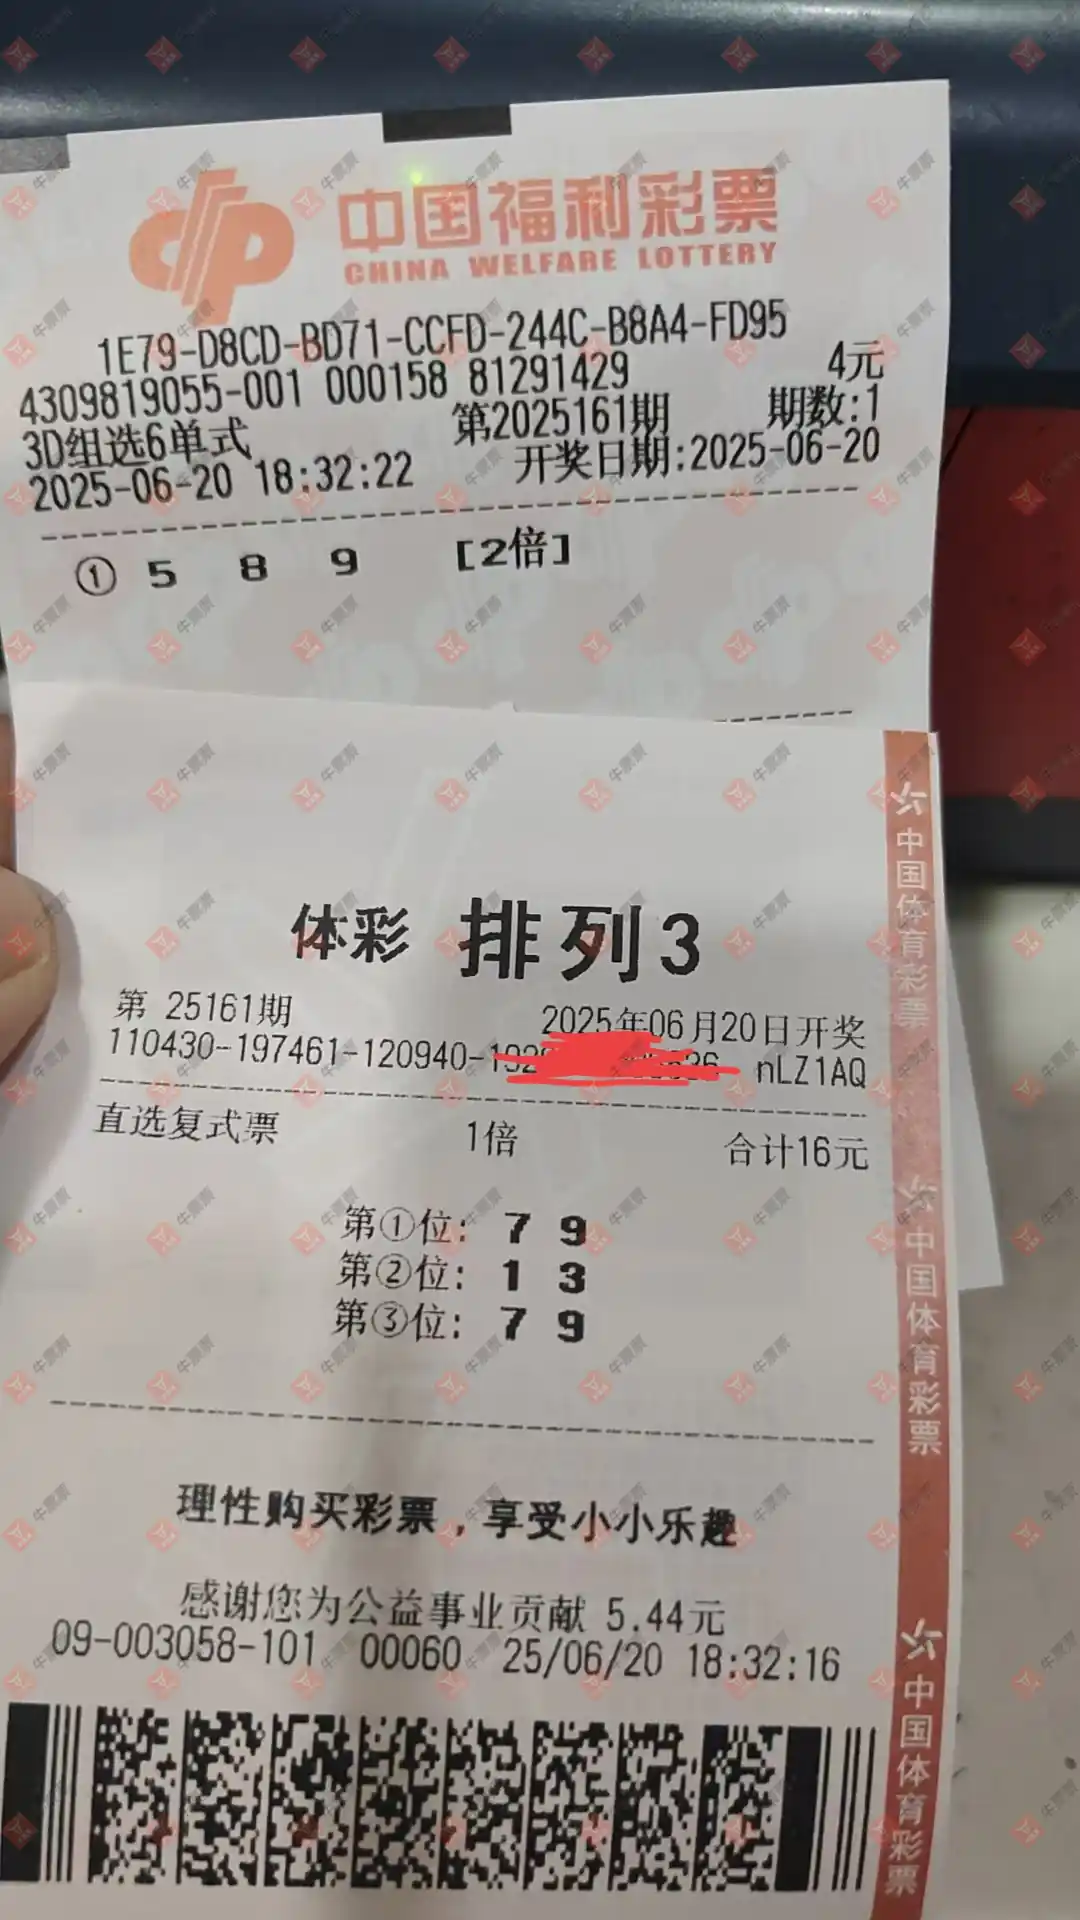 中国福利彩票
CHINA WELFARE LOTTERY
1E79-D8CD-BD71-CCFD-244C-B8A4-FD95
4309819055-001 000158 81291429 4元
3D组选6单式 第2025161期 期数:1
2025-06-20 18:32:22 开奖日期:2025-06-20
① 5 8 9 [2倍]
体彩 排列3
第 25161期 2025年06月20日开奖
110430-197461-120940- nLZ1AQ
直选复式票 1倍 合计16元
第①位: 7 9
第②位: 1 3
第③位: 7 9
理性购买彩票,享受小小乐趣
感谢您为公益事业贡献 5.44元
09-003058-101 00060 25/06/20 18:32:16
中国体育彩票
中国体育彩票
中国体育彩票
牛票票